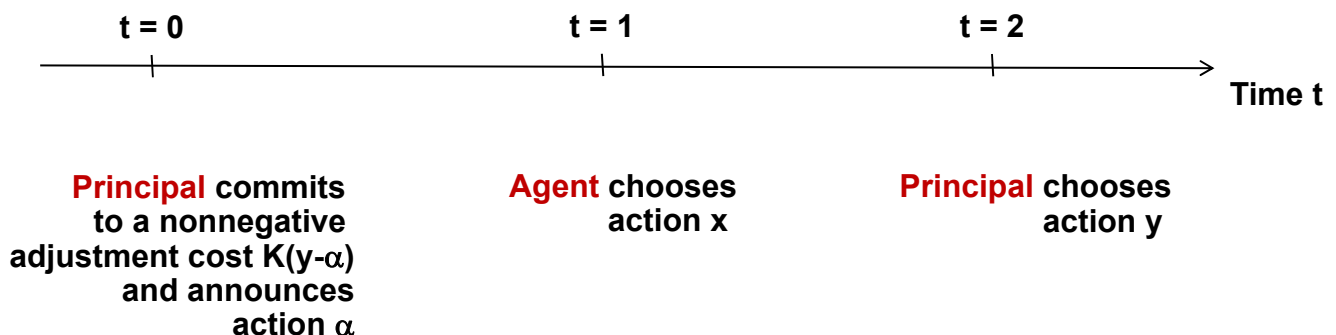 t = 0
t = 1
t = 2
Time t
Principal commits
to a nonnegative
adjustment cost K(y-α)
and announces
action α
Agent chooses
action x
Principal chooses
action y